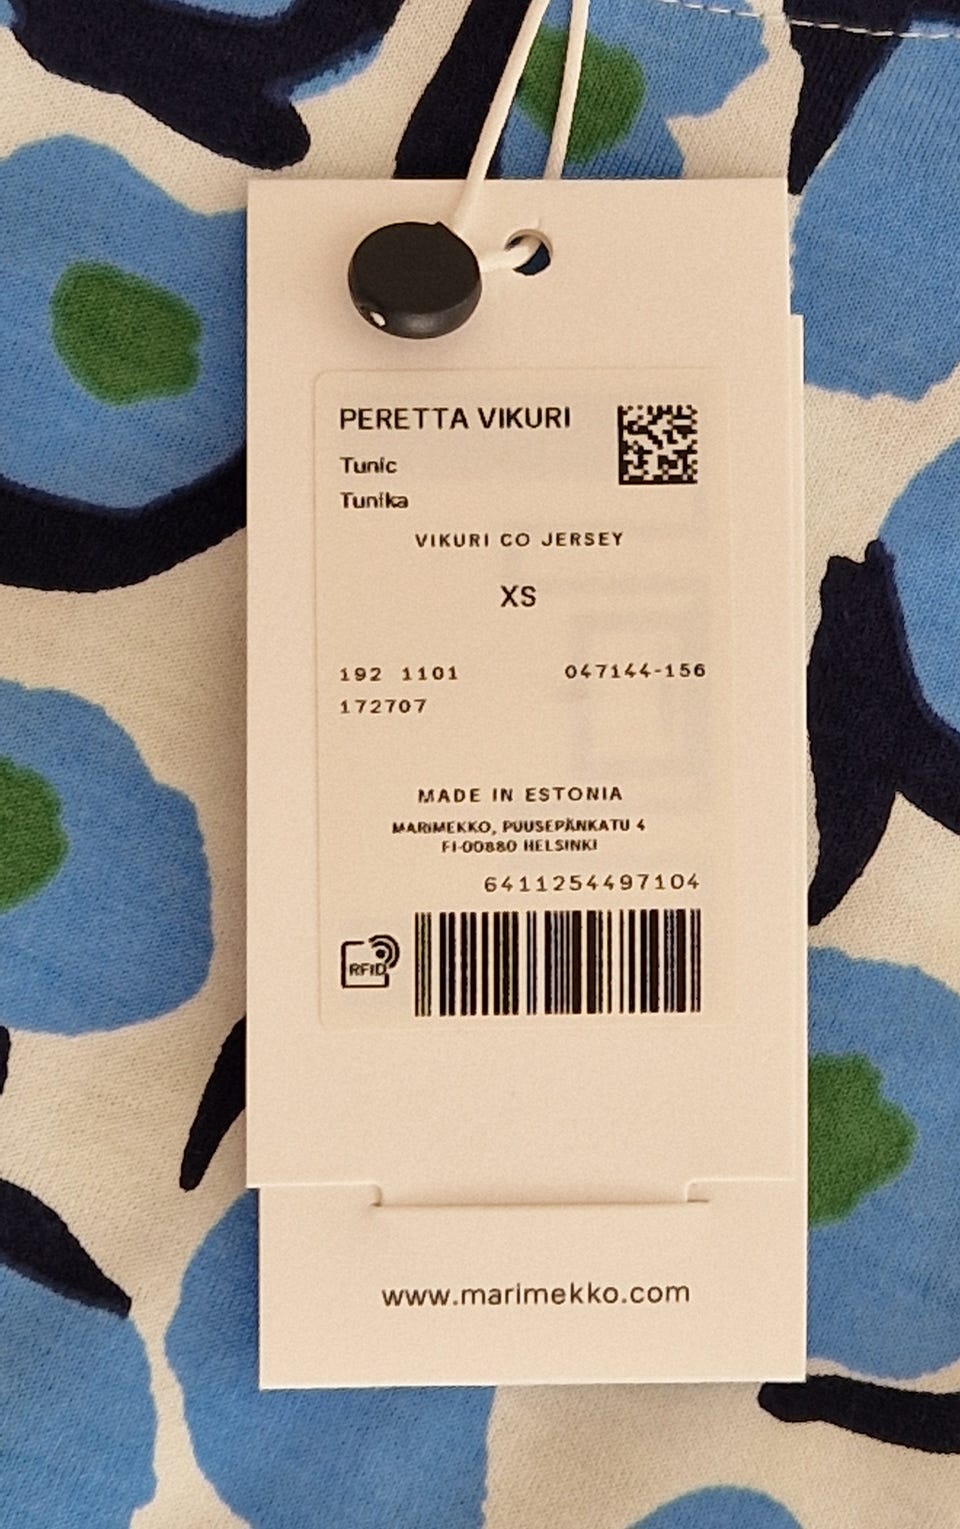 PERETTA VIKURI
Tunic
Tunika
VIKURI CO JERSEY
XS
192 1101
047144-156
172707
MADE IN ESTONIA
MARIMEKKO, PUUSEPÄNKATU 4
FI-00880 HELSINKI
6411254497104
RFID
www.marimekko.com